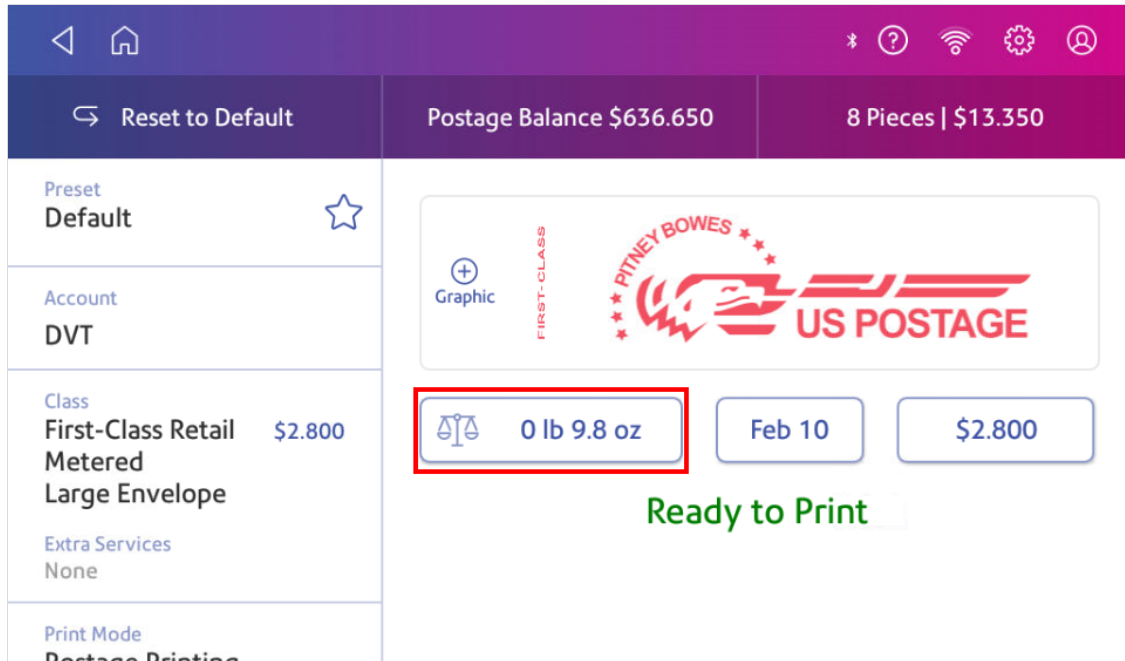 Reset to Default
Postage Balance $636.650
8 Pieces | $13.350
Preset
Default
Account
DVT
Class
First-Class Retail $2.800
Metered
Large Envelope
Extra Services
None
Print Mode
Postage Printing
Graphic
FIRST-CLASS
PITNEY BOWES
US POSTAGE
0 lb 9.8 oz
Feb 10
$2.800
Ready to Print